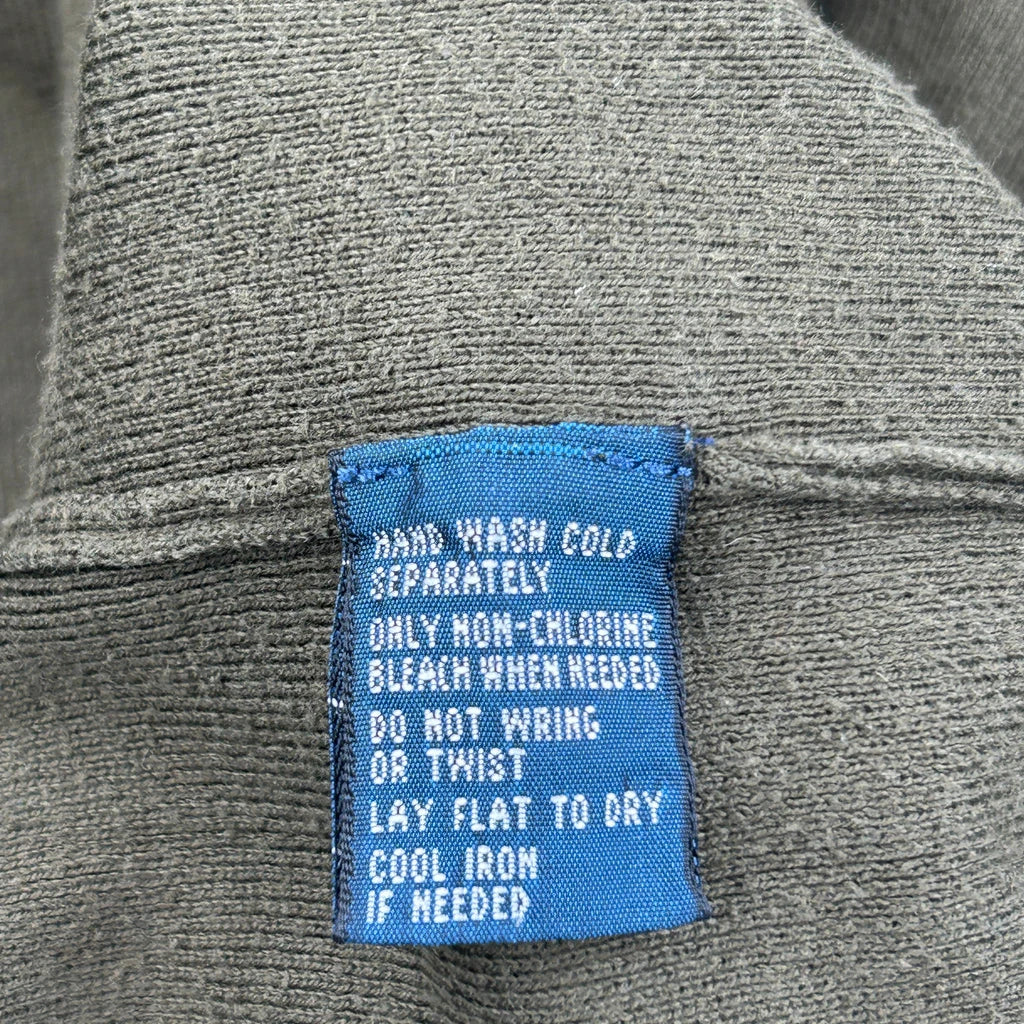 HAND WASH COLD
SEPARATELY
ONLY NON-CHLORINE
BLEACH WHEN NEEDED
DO NOT WRING
OR TWIST
LAY FLAT TO DRY
COOL IRON
IF NEEDED